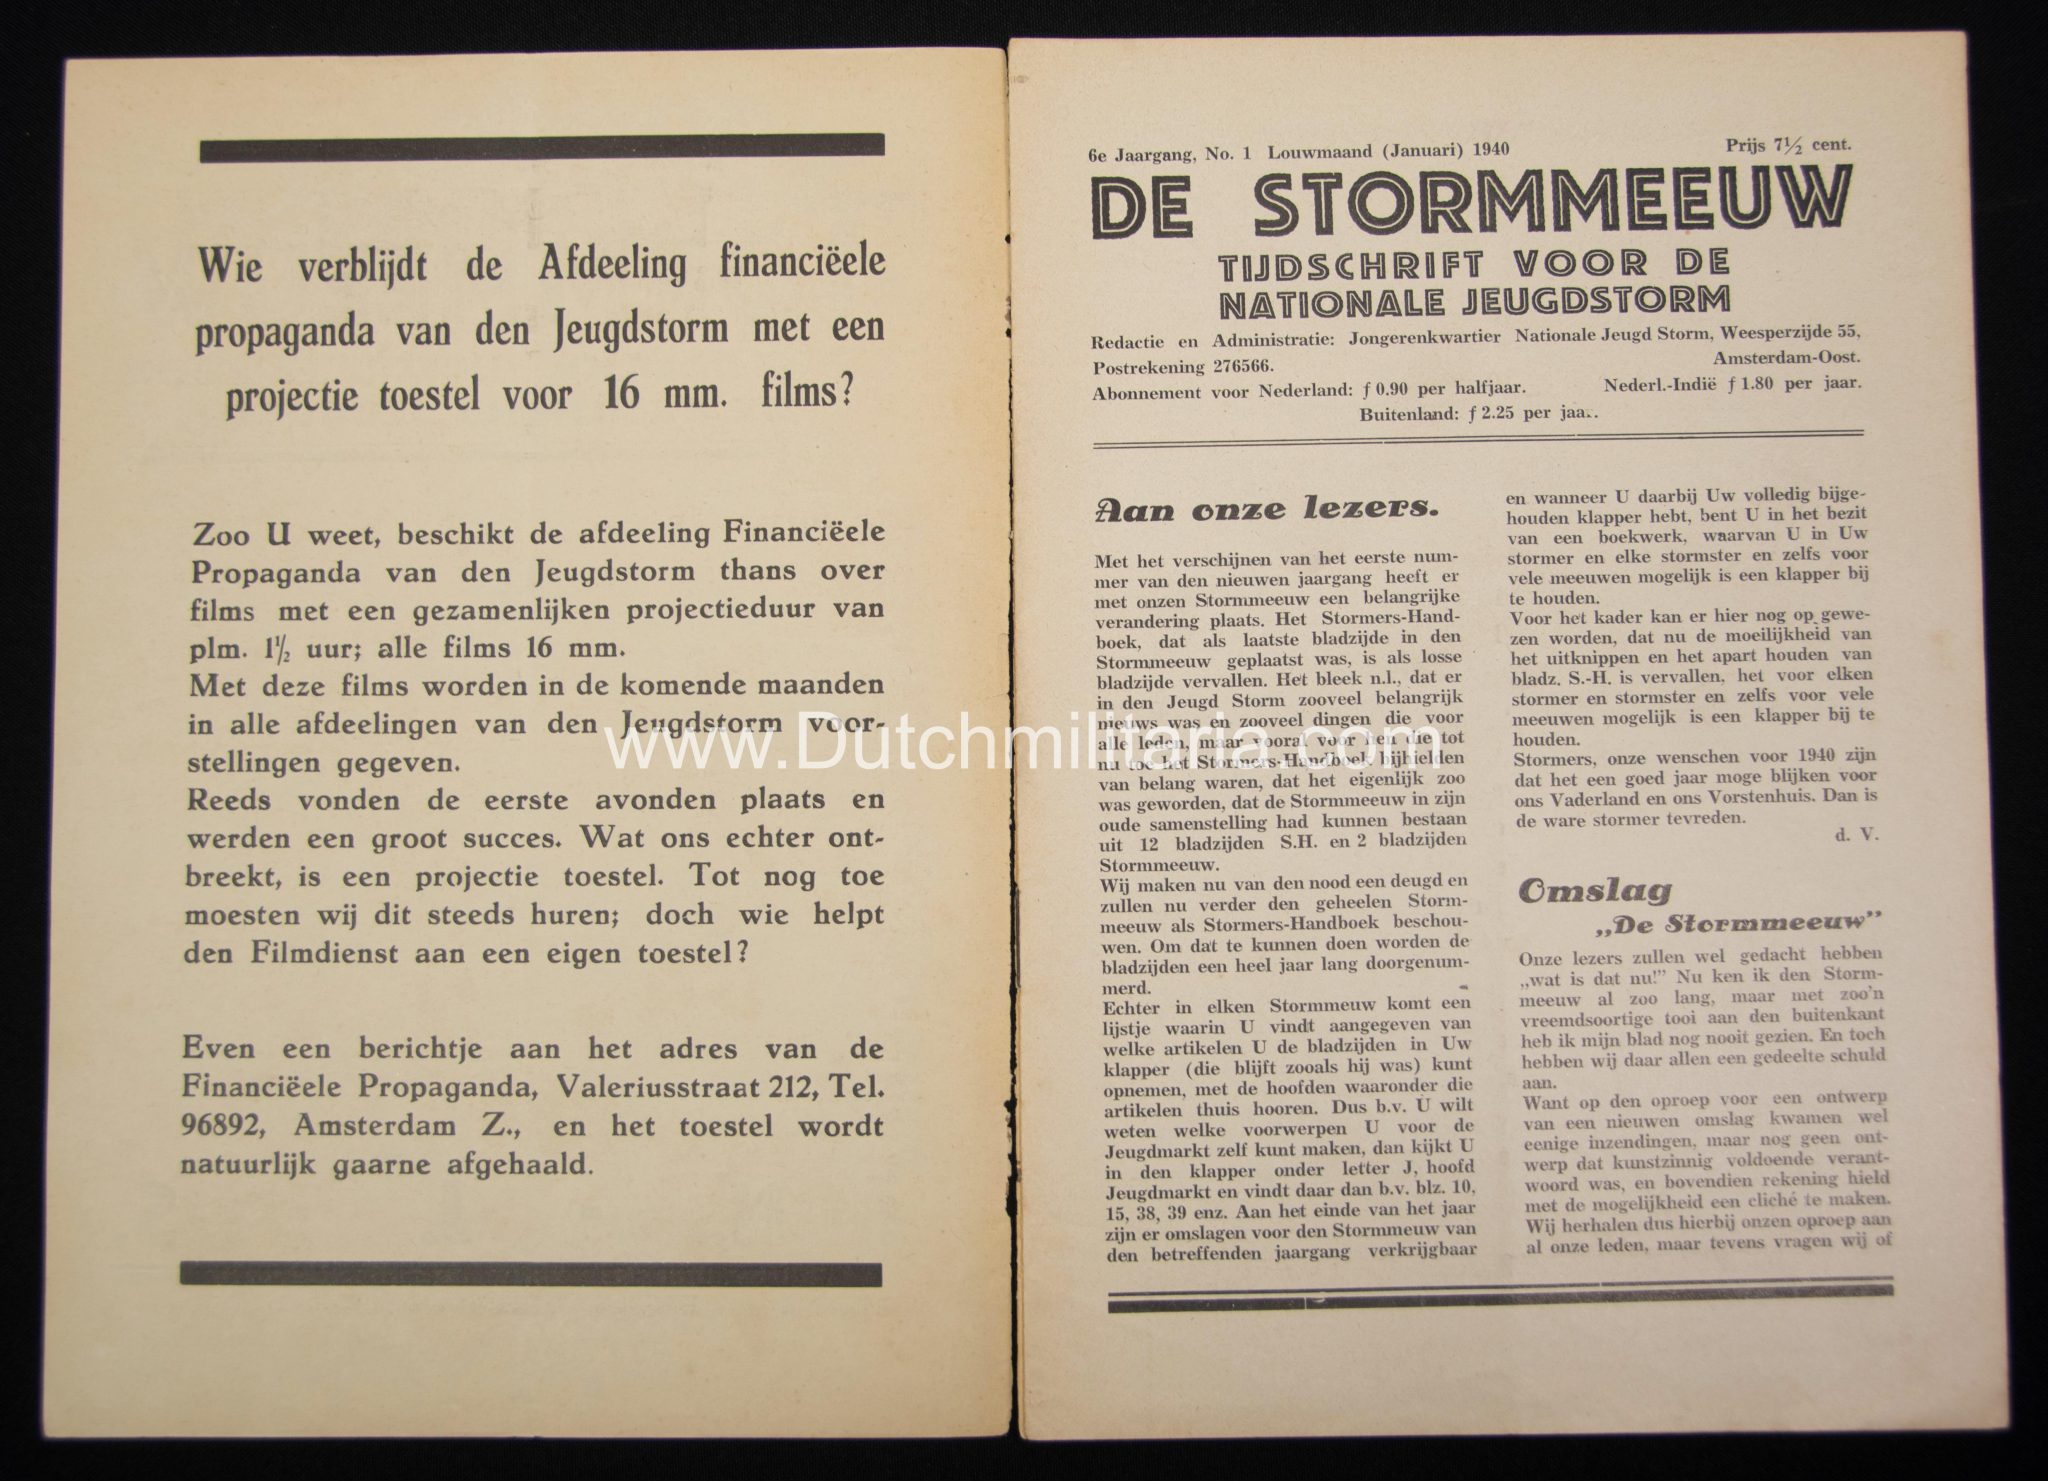 Wie verblijdt de Afdeeling financiëele
propaganda van den Jeugdstorm met een
projectie toestel voor 16 mm. films?
Zoo U weet, beschikt de afdeeling Financiëele
Propaganda van den Jeugdstorm thans over
films met een gezamenlijken projectieduur van
plm. 1½ uur; alle films 16 mm.
Met deze films worden in de komende maanden
in alle afdeelingen van den Jeugdstorm voor-
stellingen gegeven.
Reeds vonden de eerste avonden plaats en
werden een groot succes. Wat ons echter ont-
breekt, is een projectie toestel. Tot nog toe
moesten wij dit steeds huren; doch wie helpt
den Filmdienst aan een eigen toestel?
Even een berichtje aan het adres van de
Financiëele Propaganda, Valeriusstraat 212, Tel.
96892, Amsterdam Z., en het toestel wordt
natuurlijk gaarne afgehaald.
6e Jaargang, No. 1 Louwmaand (Januari) 1940 Prijs 7½ cent.
DE STORMMEEUW
TIJDSCHRIFT VOOR DE
NATIONALE JEUGDSTORM
Redactie en Administratie: Jongerenkwartier Nationale Jeugd Storm, Weesperzijde 55,
Postrekening 276566. Amsterdam-Oost.
Abonnement voor Nederland: ƒ 0.90 per halfjaar. Nederl.-Indië ƒ 1.80 per jaar.
Buitenland: ƒ 2.25 per jaar.
Aan onze lezers.
Met het verschijnen van het eerste num-
mer van den nieuwen jaargang heeft er
met onzen Stormmeeuw een belangrijke
verandering plaats. Het Stormers-Hand-
boek, dat als laatste bladzijde in den
Stormmeeuw geplaatst was, is als losse
bladzijde vervallen. Het bleek n.l., dat er
in den Jeugd Storm zooveel belangrijk
nieuws was en zooveel dingen die voor
alle leden, maar vooral voor hen die tot
nu toe het Stormers-Handboek bijhielden
van belang waren, dat het eigenlijk zoo
was geworden, dat de Stormmeeuw in zijn
oude samenstelling had kunnen bestaan
uit 12 bladzijden S.H. en 2 bladzijden
Stormmeeuw.
Wij maken nu van den nood een deugd en
zullen nu verder den geheelen Storm-
meeuw als Stormers-Handboek beschou-
wen. Om dat te kunnen doen worden de
bladzijden een heel jaar lang doorgenum-
merd.
Echter in elken Stormmeuw komt een
lijstje waarin U vindt aangegeven van
welke artikelen U de bladzijden in Uw
klapper (die blijft zooals hij was) kunt
opnemen, met de hoofden waaronder die
artikelen thuis hooren. Dus b.v. U wilt
weten welke voorwerpen U voor de
Jeugdmarkt zelf kunt maken, dan kijkt U
in den klapper onder letter J, hoofd
Jeugdmarkt en vindt daar dan b.v. blz. 10,
15, 38, 39 enz. Aan het einde van het jaar
zijn er omslagen voor den Stormmeuw van
den betreffenden jaargang verkrijgbaar
en wanneer U daarbij Uw volledig bijge-
houden klapper hebt, bent U in het bezit
van een boekwerk, waarvan U in Uw
stormer en elke stormster en zelfs voor
vele meeuwen mogelijk is een klapper bij
te houden.
Voor het kader kan er hier nog op gewe-
zen worden, dat nu de moeilijkheid van
het uitknippen en het apart houden van
bladz. S.-H. is vervallen, het voor elken
stormer en stormster en zelfs voor vele
meeuwen mogelijk is een klapper bij te
houden.
Stormers, onze wenschen voor 1940 zijn
dat het een goed jaar moge blijken voor
ons Vaderland en ons Vorstenhuis. Dan is
de ware stormer tevreden.
d. V.
Omslag
„De Stormmeeuw”
Onze lezers zullen wel gedacht hebben
„wat is dat nu!” Nu ken ik den Storm-
meeuw al zoo lang, maar met zoo'n
vreemdsoortige tooi aan den buitenkant
heb ik mijn blad nog nooit gezien. En toch
hebben wij daar allen een gedeelte schuld
aan.
Want op den oproep voor een ontwerp
van een nieuwen omslag kwamen wel
eenige inzendingen, maar nog geen ont-
werp dat kunstzinnig voldoende verant-
woord was, en bovendien rekening hield
met de mogelijkheid een cliché te maken.
Wij herhalen dus hierbij onzen oproep aan
al onze leden, maar tevens vragen wij of
www.Dutchmilitaria.com